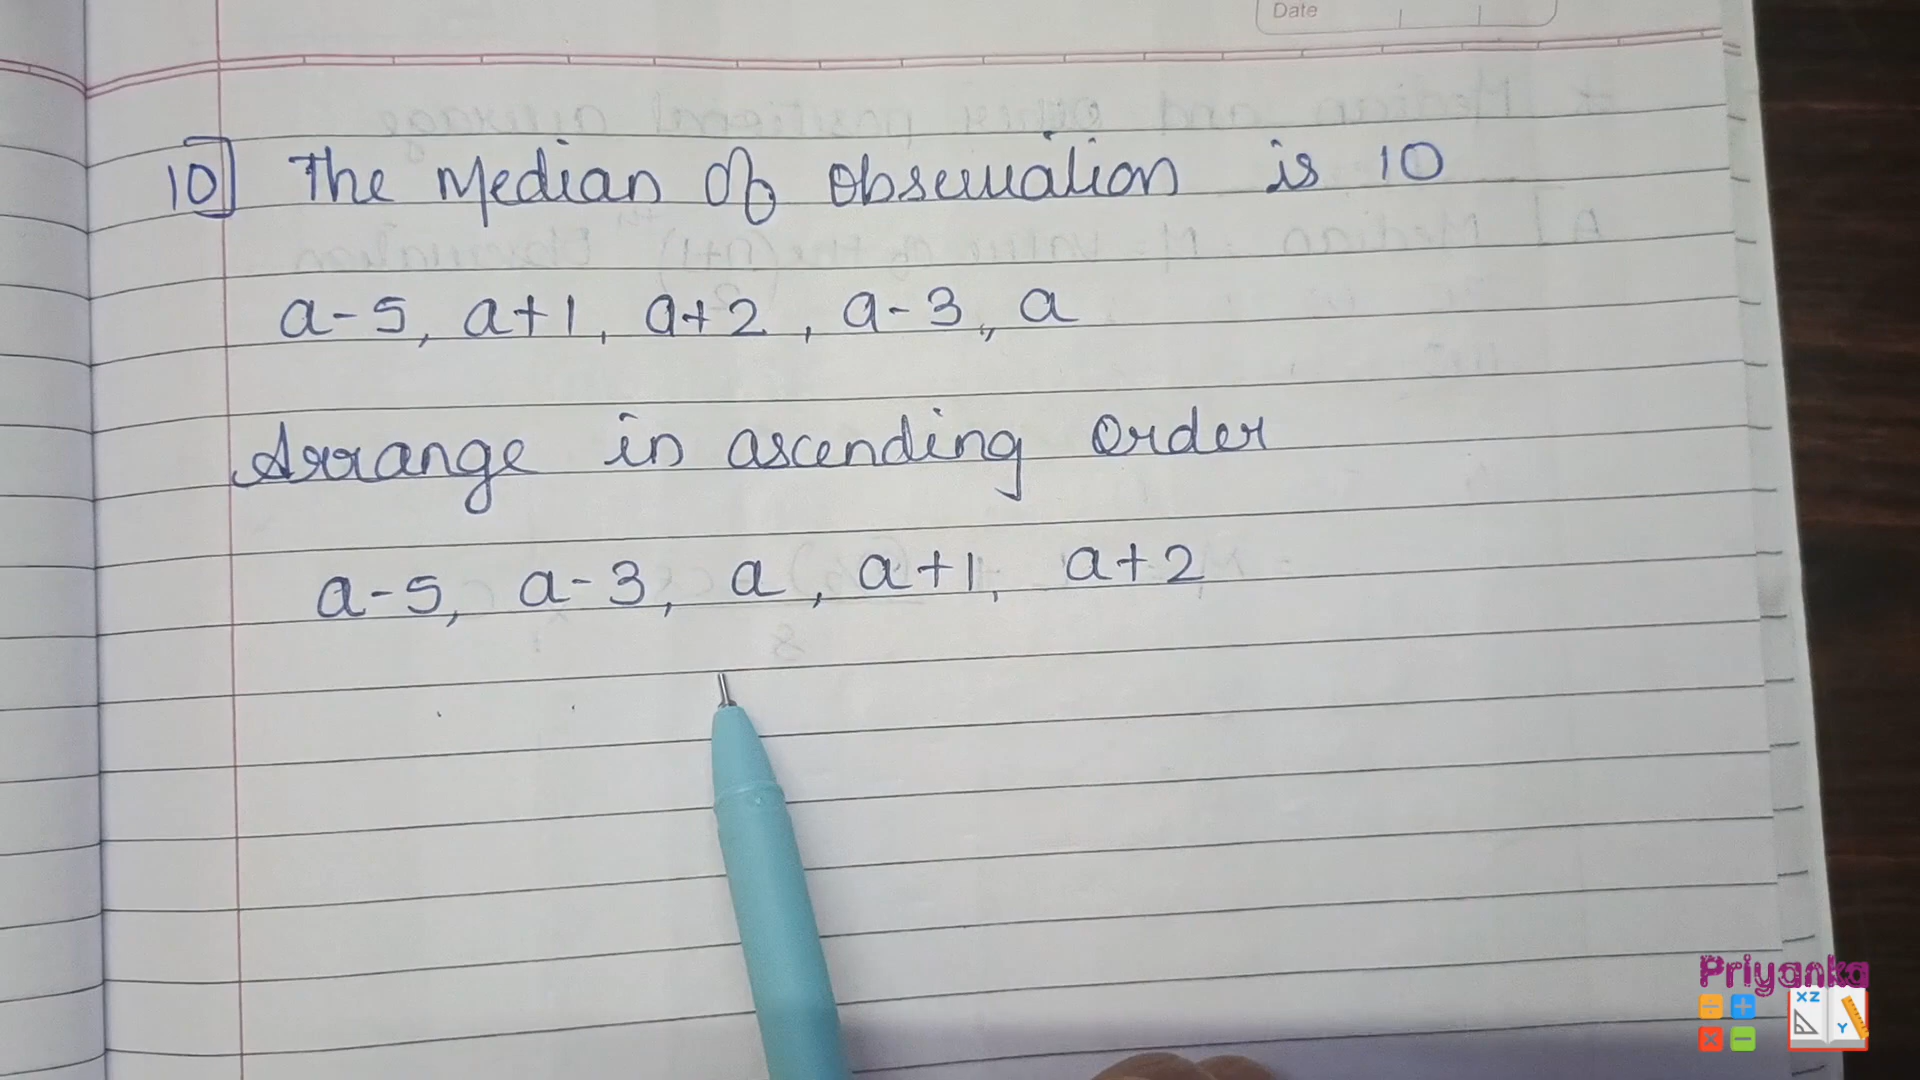 Date
10] The Median Of Observation is 10
a-5, a+1, a+2, a-3, a
Arrange in ascending Order
a-5, a-3, a, a+1, a+2
Priyanka
XZ
Y